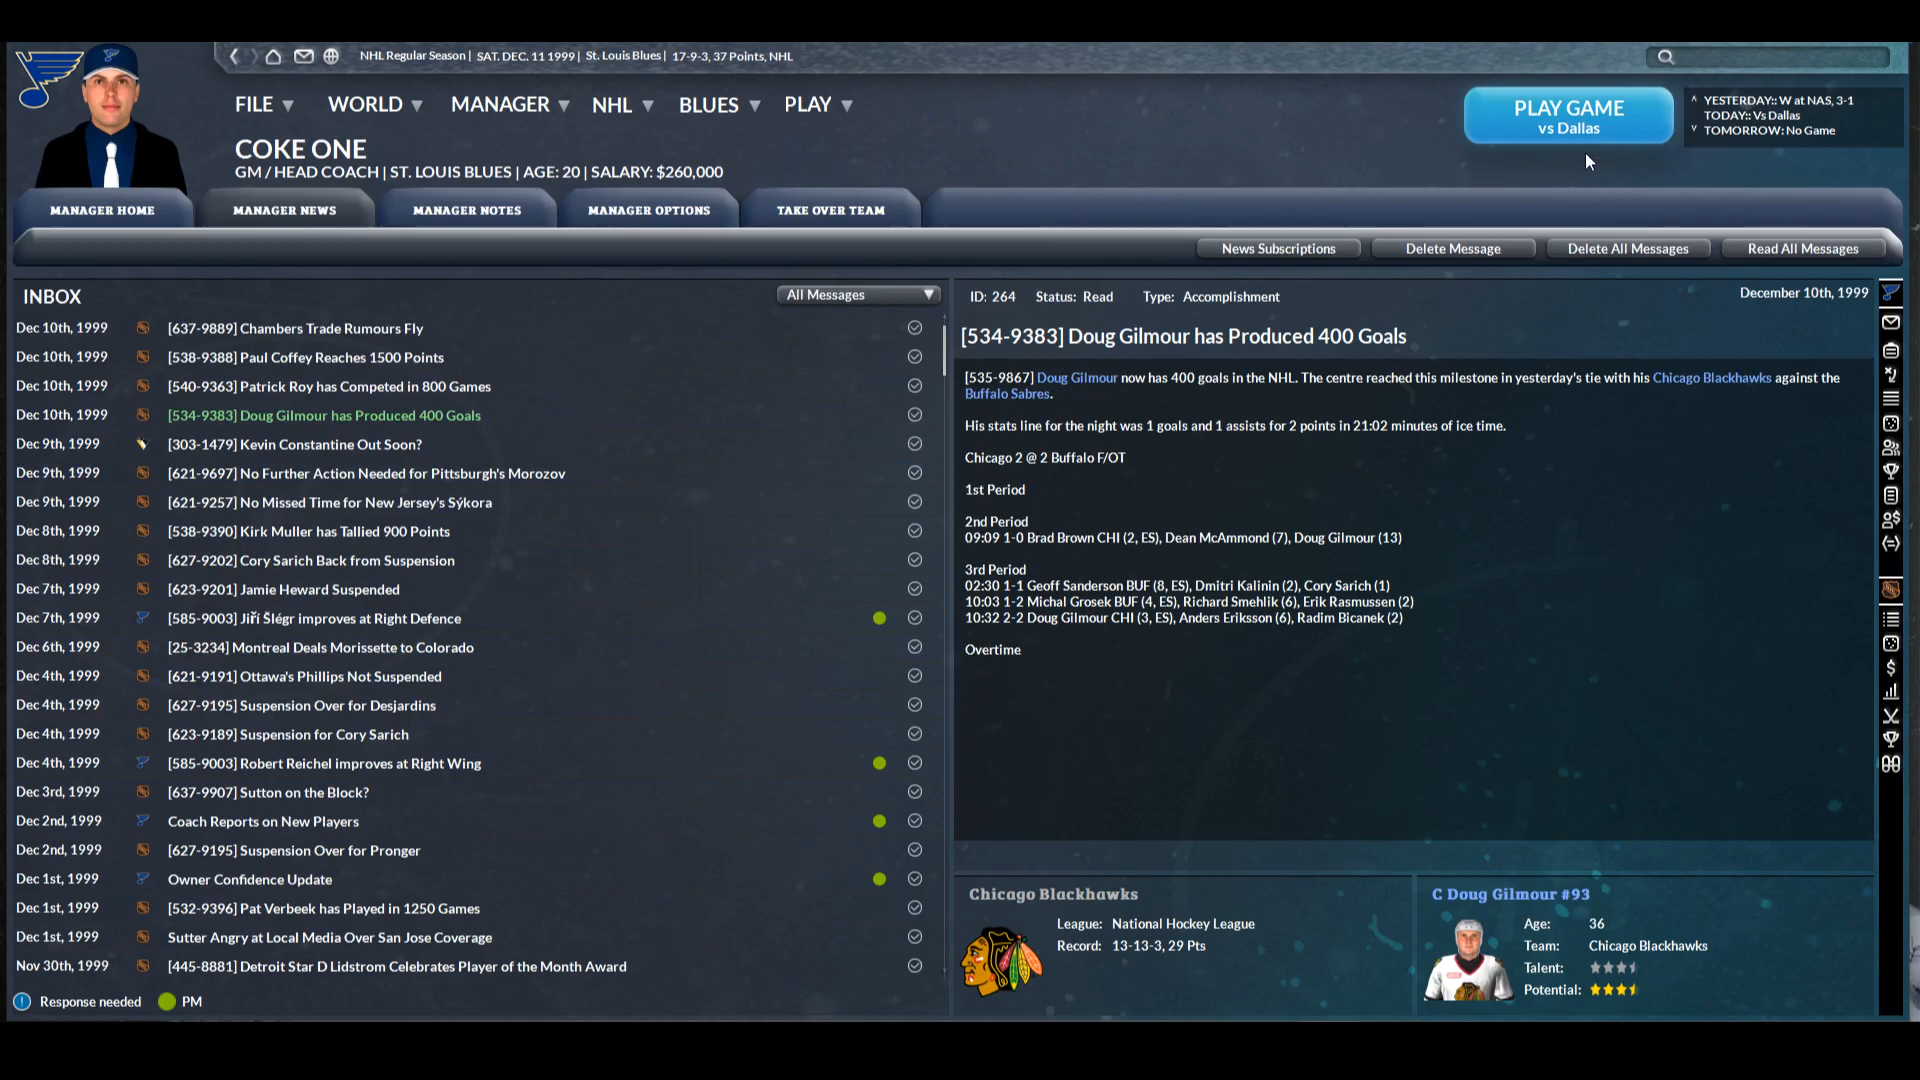 NHL Regular Season | SAT. DEC. 11 1999 | St. Louis Blues | 17-9-3, 37 Points, NHL
FILE WORLD MANAGER NHL BLUES PLAY
PLAY GAME
vs Dallas
YESTERDAY:: W at NAS, 3-1
TODAY:: Vs Dallas
TOMORROW: No Game
COKE ONE
GM / HEAD COACH | ST. LOUIS BLUES | AGE: 20 | SALARY: $260,000
MANAGER HOME MANAGER NEWS MANAGER NOTES MANAGER OPTIONS TAKE OVER TEAM
News Subscriptions Delete Message Delete All Messages Read All Messages
INBOX All Messages
Dec 10th, 1999 [637-9889] Chambers Trade Rumours Fly
Dec 10th, 1999 [538-9388] Paul Coffey Reaches 1500 Points
Dec 10th, 1999 [540-9363] Patrick Roy has Competed in 800 Games
Dec 10th, 1999 [534-9383] Doug Gilmour has Produced 400 Goals
Dec 9th, 1999 [303-1479] Kevin Constantine Out Soon?
Dec 9th, 1999 [621-9697] No Further Action Needed for Pittsburgh's Morozov
Dec 9th, 1999 [621-9257] No Missed Time for New Jersey's Sýkora
Dec 8th, 1999 [538-9390] Kirk Muller has Tallied 900 Points
Dec 8th, 1999 [627-9202] Cory Sarich Back from Suspension
Dec 7th, 1999 [623-9201] Jamie Heward Suspended
Dec 7th, 1999 [585-9003] Jiří Šlégr improves at Right Defence
Dec 6th, 1999 [25-3234] Montreal Deals Morissette to Colorado
Dec 4th, 1999 [621-9191] Ottawa's Phillips Not Suspended
Dec 4th, 1999 [627-9195] Suspension Over for Desjardins
Dec 4th, 1999 [623-9189] Suspension for Cory Sarich
Dec 4th, 1999 [585-9003] Robert Reichel improves at Right Wing
Dec 3rd, 1999 [637-9907] Sutton on the Block?
Dec 2nd, 1999 Coach Reports on New Players
Dec 2nd, 1999 [627-9195] Suspension Over for Pronger
Dec 1st, 1999 Owner Confidence Update
Dec 1st, 1999 [532-9396] Pat Verbeek has Played in 1250 Games
Dec 1st, 1999 Sutter Angry at Local Media Over San Jose Coverage
Nov 30th, 1999 [445-8881] Detroit Star D Lidstrom Celebrates Player of the Month Award
Response needed PM
ID: 264 Status: Read Type: Accomplishment December 10th, 1999
[534-9383] Doug Gilmour has Produced 400 Goals
[535-9867] Doug Gilmour now has 400 goals in the NHL. The centre reached this milestone in yesterday's tie with his Chicago Blackhawks against the
Buffalo Sabres.
His stats line for the night was 1 goals and 1 assists for 2 points in 21:02 minutes of ice time.
Chicago 2 @ 2 Buffalo F/OT
1st Period
2nd Period
09:09 1-0 Brad Brown CHI (2, ES), Dean McAmmond (7), Doug Gilmour (13)
3rd Period
02:30 1-1 Geoff Sanderson BUF (8, ES), Dmitri Kalinin (2), Cory Sarich (1)
10:03 1-2 Michal Grosek BUF (4, ES), Richard Smehlik (6), Erik Rasmussen (2)
10:32 2-2 Doug Gilmour CHI (3, ES), Anders Eriksson (6), Radim Bicanek (2)
Overtime
Chicago Blackhawks
League: National Hockey League
Record: 13-13-3, 29 Pts
C Doug Gilmour #93
Age: 36
Team: Chicago Blackhawks
Talent:
Potential: